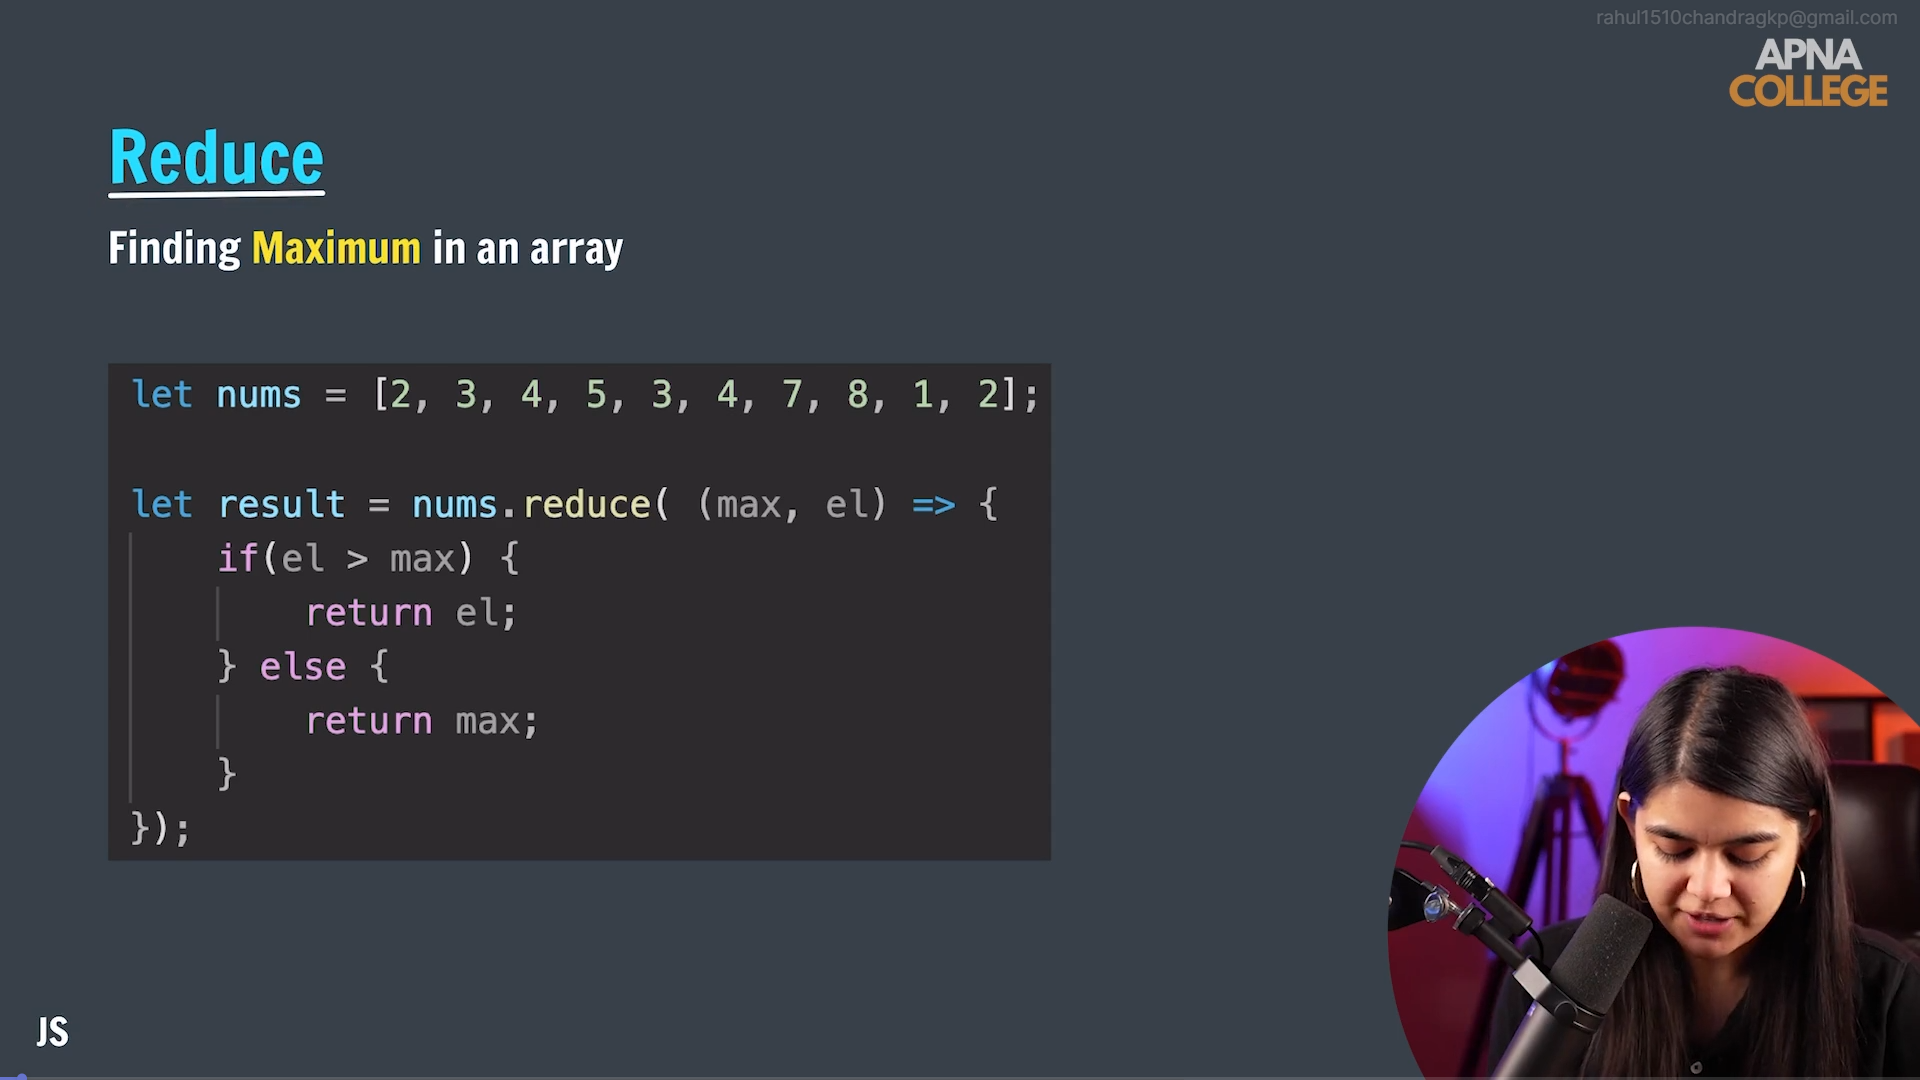 rahul1510chandragkp@gmail.com
APNA
COLLEGE
Reduce
Finding Maximum in an array
let nums = [2, 3, 4, 5, 3, 4, 7, 8, 1, 2];
let result = nums.reduce( (max, el) => {
if(el > max) {
return el;
} else {
return max;
}
});
JS